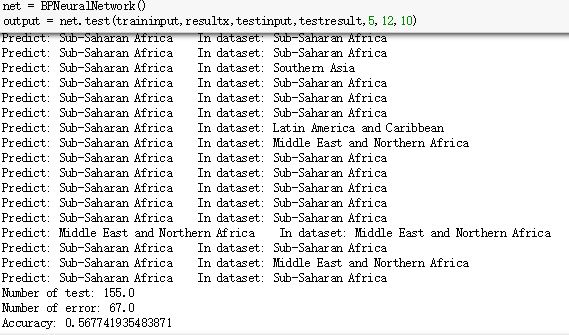 net = BPNeuralNetwork()
output = net.test(traininput,resultx,testinput,testresult,5,12,10)
Predict: Sub-Saharan Africa    In dataset: Sub-Saharan Africa
Predict: Sub-Saharan Africa    In dataset: Sub-Saharan Africa
Predict: Sub-Saharan Africa    In dataset: Southern Asia
Predict: Sub-Saharan Africa    In dataset: Sub-Saharan Africa
Predict: Sub-Saharan Africa    In dataset: Sub-Saharan Africa
Predict: Sub-Saharan Africa    In dataset: Sub-Saharan Africa
Predict: Sub-Saharan Africa    In dataset: Latin America and Caribbean
Predict: Sub-Saharan Africa    In dataset: Middle East and Northern Africa
Predict: Sub-Saharan Africa    In dataset: Sub-Saharan Africa
Predict: Sub-Saharan Africa    In dataset: Sub-Saharan Africa
Predict: Sub-Saharan Africa    In dataset: Sub-Saharan Africa
Predict: Sub-Saharan Africa    In dataset: Sub-Saharan Africa
Predict: Sub-Saharan Africa    In dataset: Sub-Saharan Africa
Predict: Middle East and Northern Africa    In dataset: Middle East and Northern Africa
Predict: Sub-Saharan Africa    In dataset: Sub-Saharan Africa
Predict: Sub-Saharan Africa    In dataset: Middle East and Northern Africa
Predict: Sub-Saharan Africa    In dataset: Sub-Saharan Africa
Number of test: 155.0
Number of error: 67.0
Accuracy: 0.567741935483871